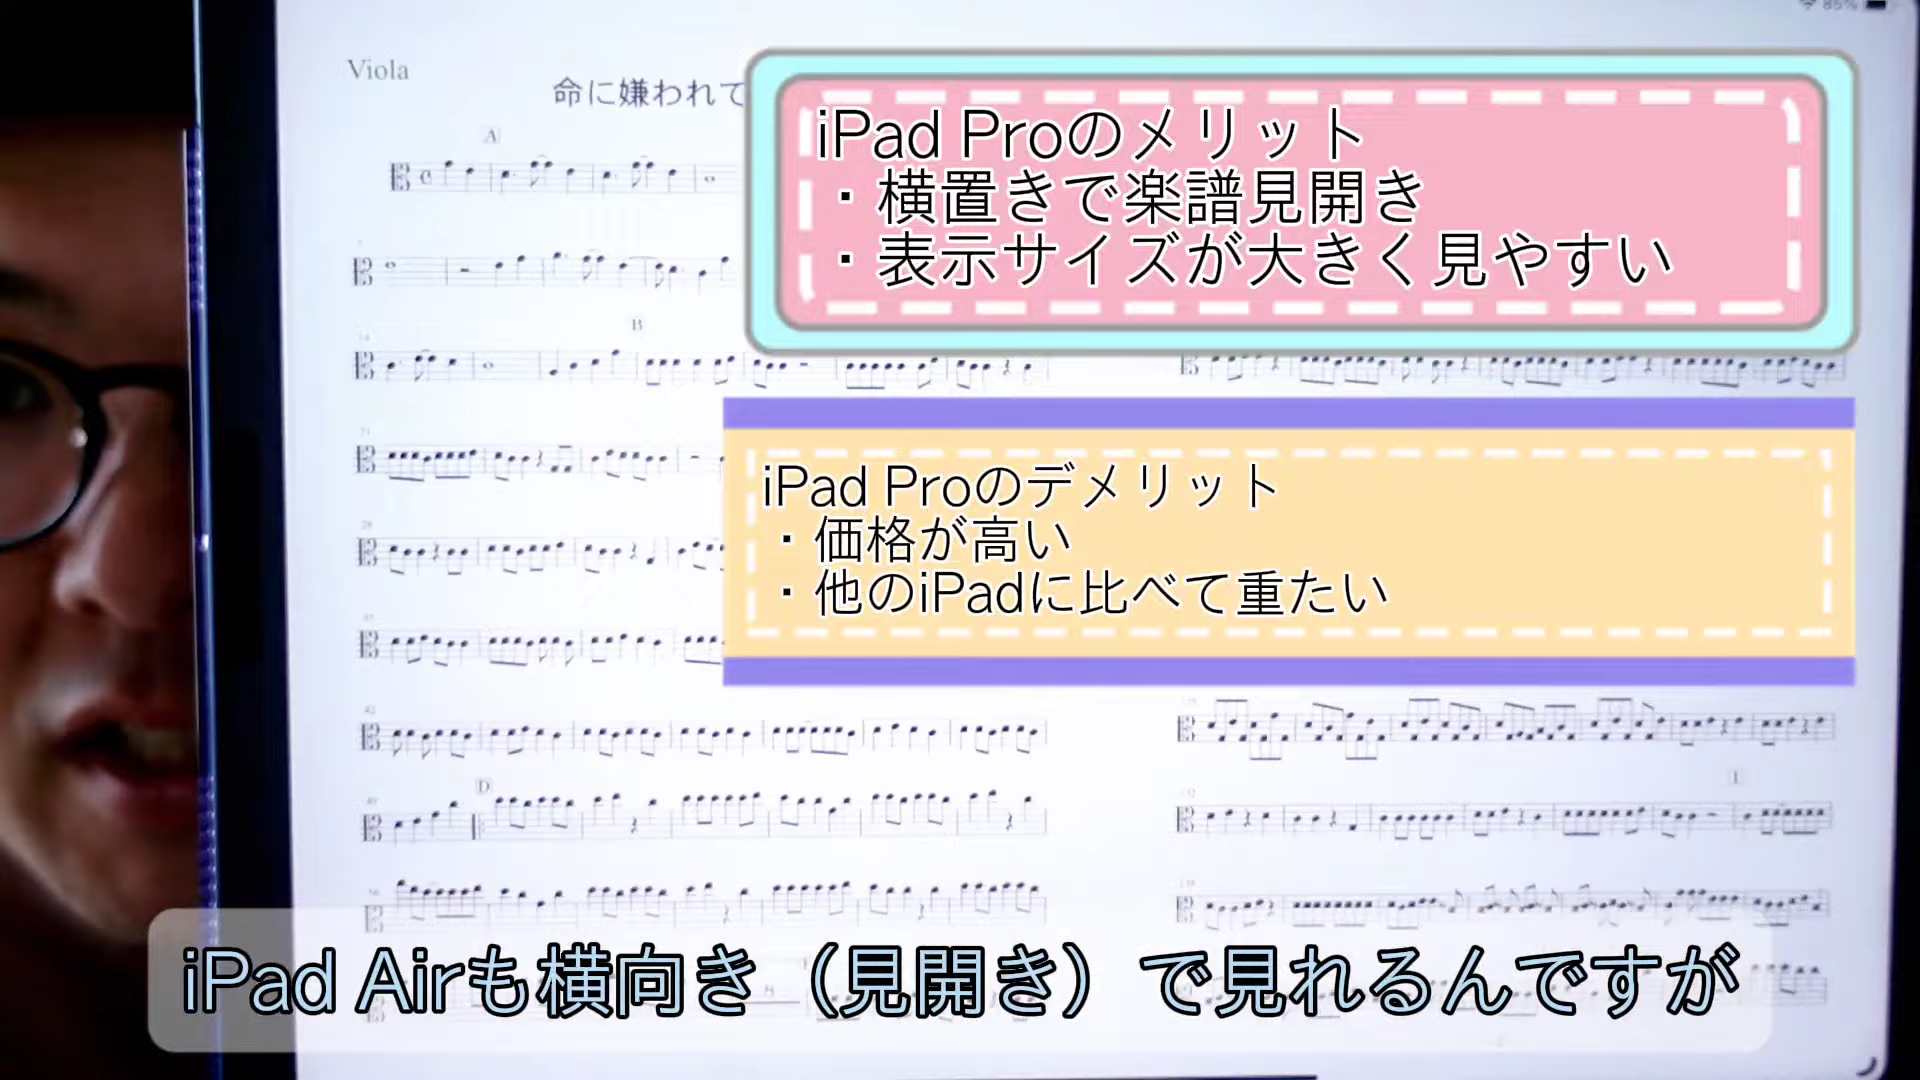 85%
Viola
命に嫌われて
A
iPad Proのメリット
・横置きで楽譜見開き
・表示サイズが大きく見やすい
B
iPad Proのデメリット
・価格が高い
・他のiPadに比べて重たい
D
I
iPad Airも横向き（見開き）で見れるんですが